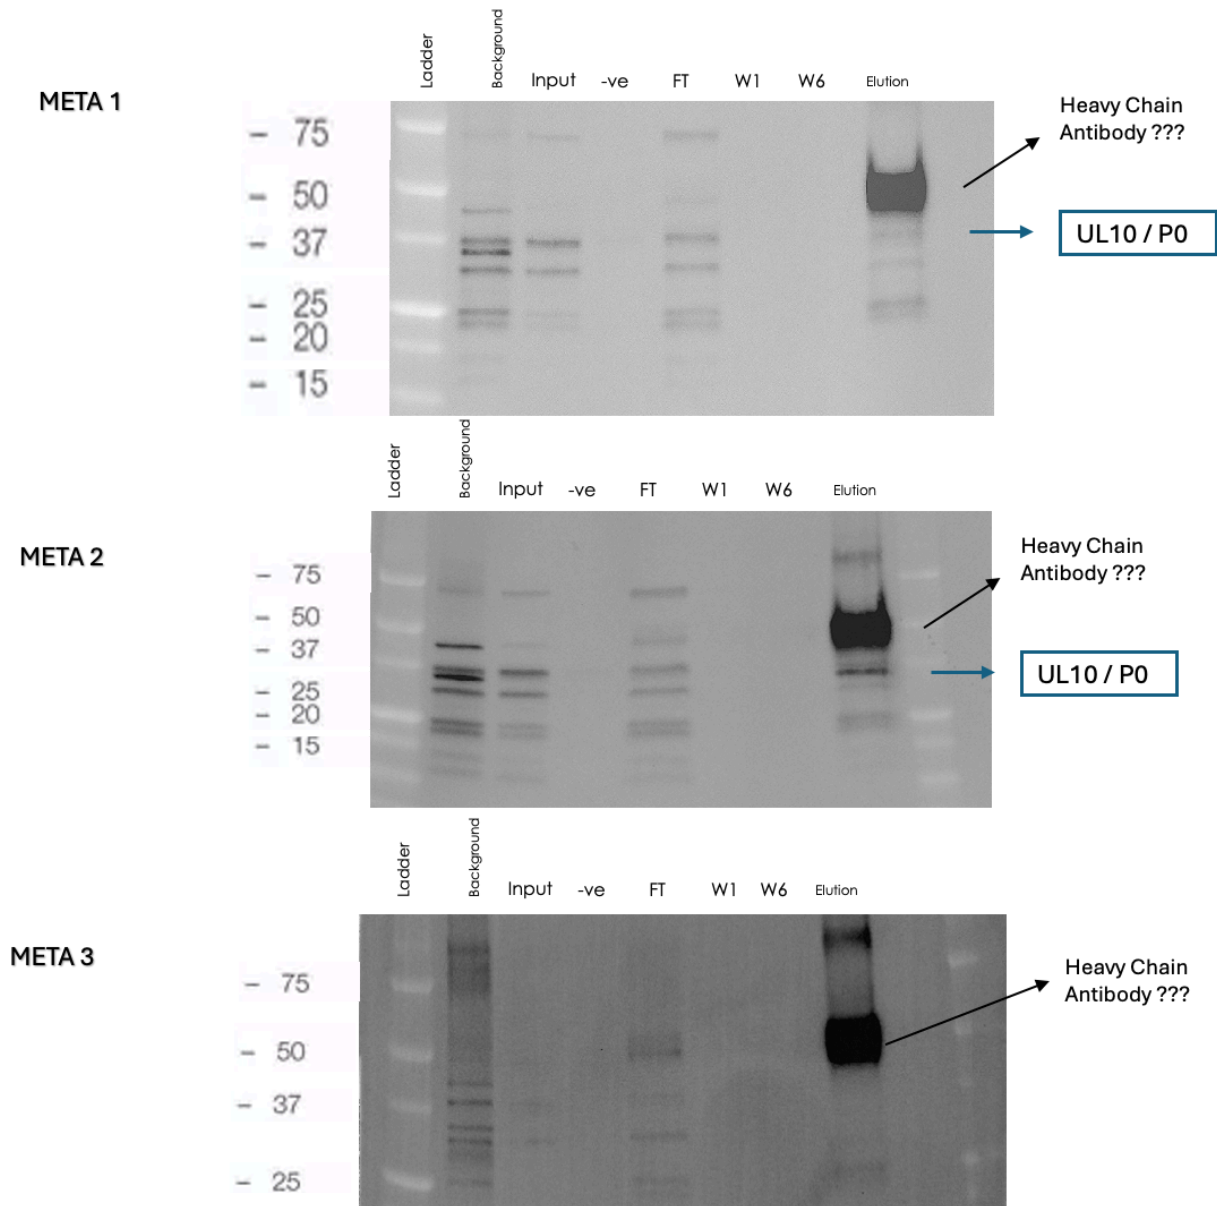 Ladder
Background
Input
-ve
FT
W1
W6
Elution
META 1
- 75
- 50
- 37
- 25
- 20
- 15
Heavy Chain
Antibody ???
UL10 / P0
Ladder
Background
Input
-ve
FT
W1
W6
Elution
META 2
- 75
- 50
- 37
- 25
- 20
- 15
Heavy Chain
Antibody ???
UL10 / P0
Ladder
Background
Input
-ve
FT
W1
W6
Elution
META 3
- 75
- 50
- 37
- 25
Heavy Chain
Antibody ???